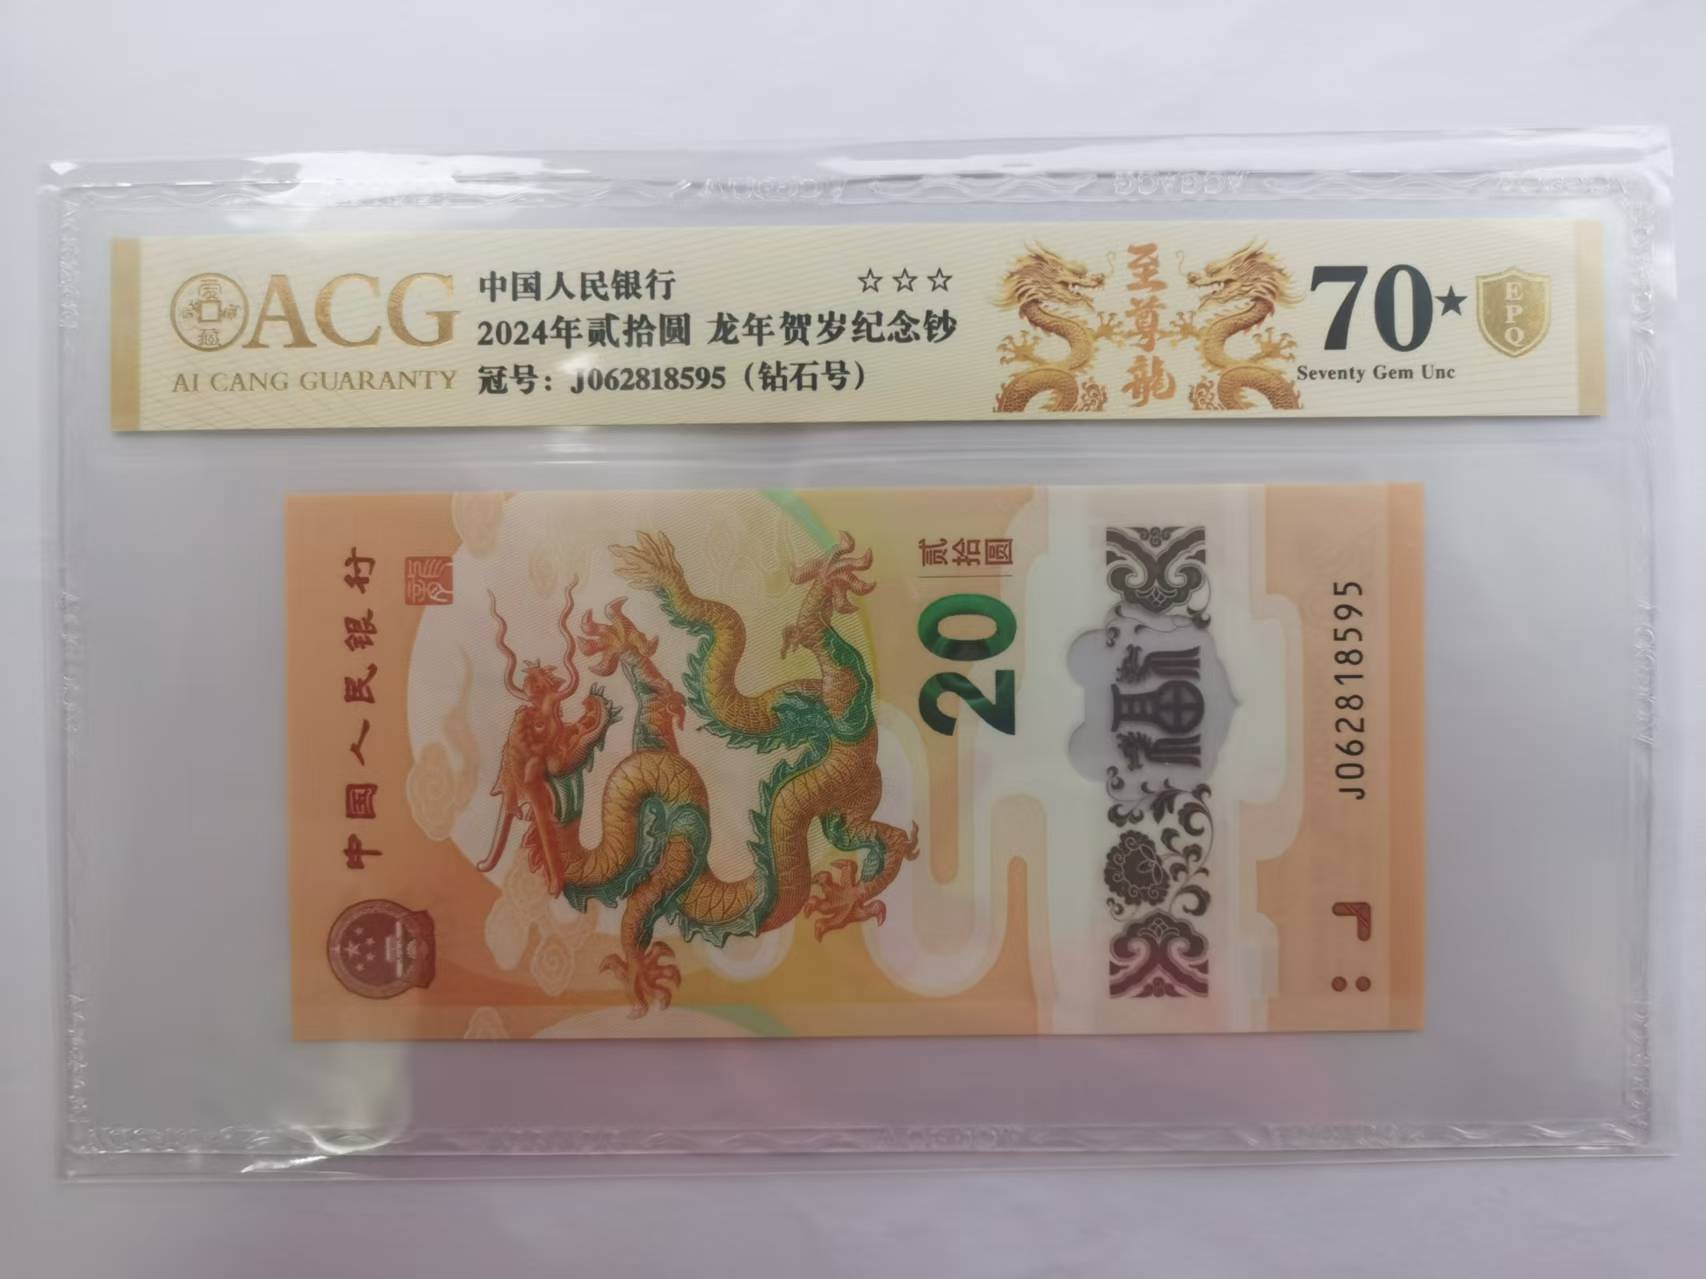 ACG
AI CANG GUARANTY
中国人民银行 ☆☆☆
2024年贰拾圆 龙年贺岁纪念钞
冠号：J062818595（钻石号）
至尊龍
70★
Seventy Gem Unc
EPQ
中国人民银行
贰拾圆
20
J062818595